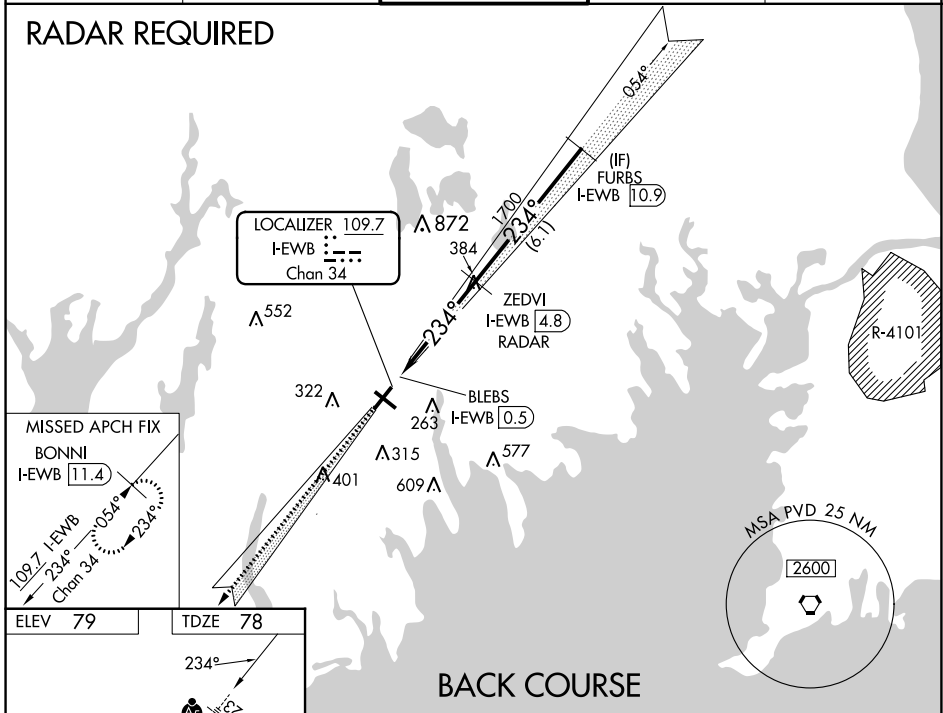 RADAR REQUIRED
054°
(IF)
FURBS
I-EWB 10.9
1700
234°
(6.1)
LOCALIZER 109.7
I-EWB
Chan 34
872
384
552
ZEDVI
I-EWB 4.8
RADAR
234°
R-4101
322
BLEBS
I-EWB 0.5
263
MISSED APCH FIX
BONNI
I-EWB 11.4
054°
234°
109.7 I-EWB
234°
Chan 34
315
577
401
609
MSA PVD 25 NM
2600
ELEV 79
TDZE 78
234°
BACK COURSE